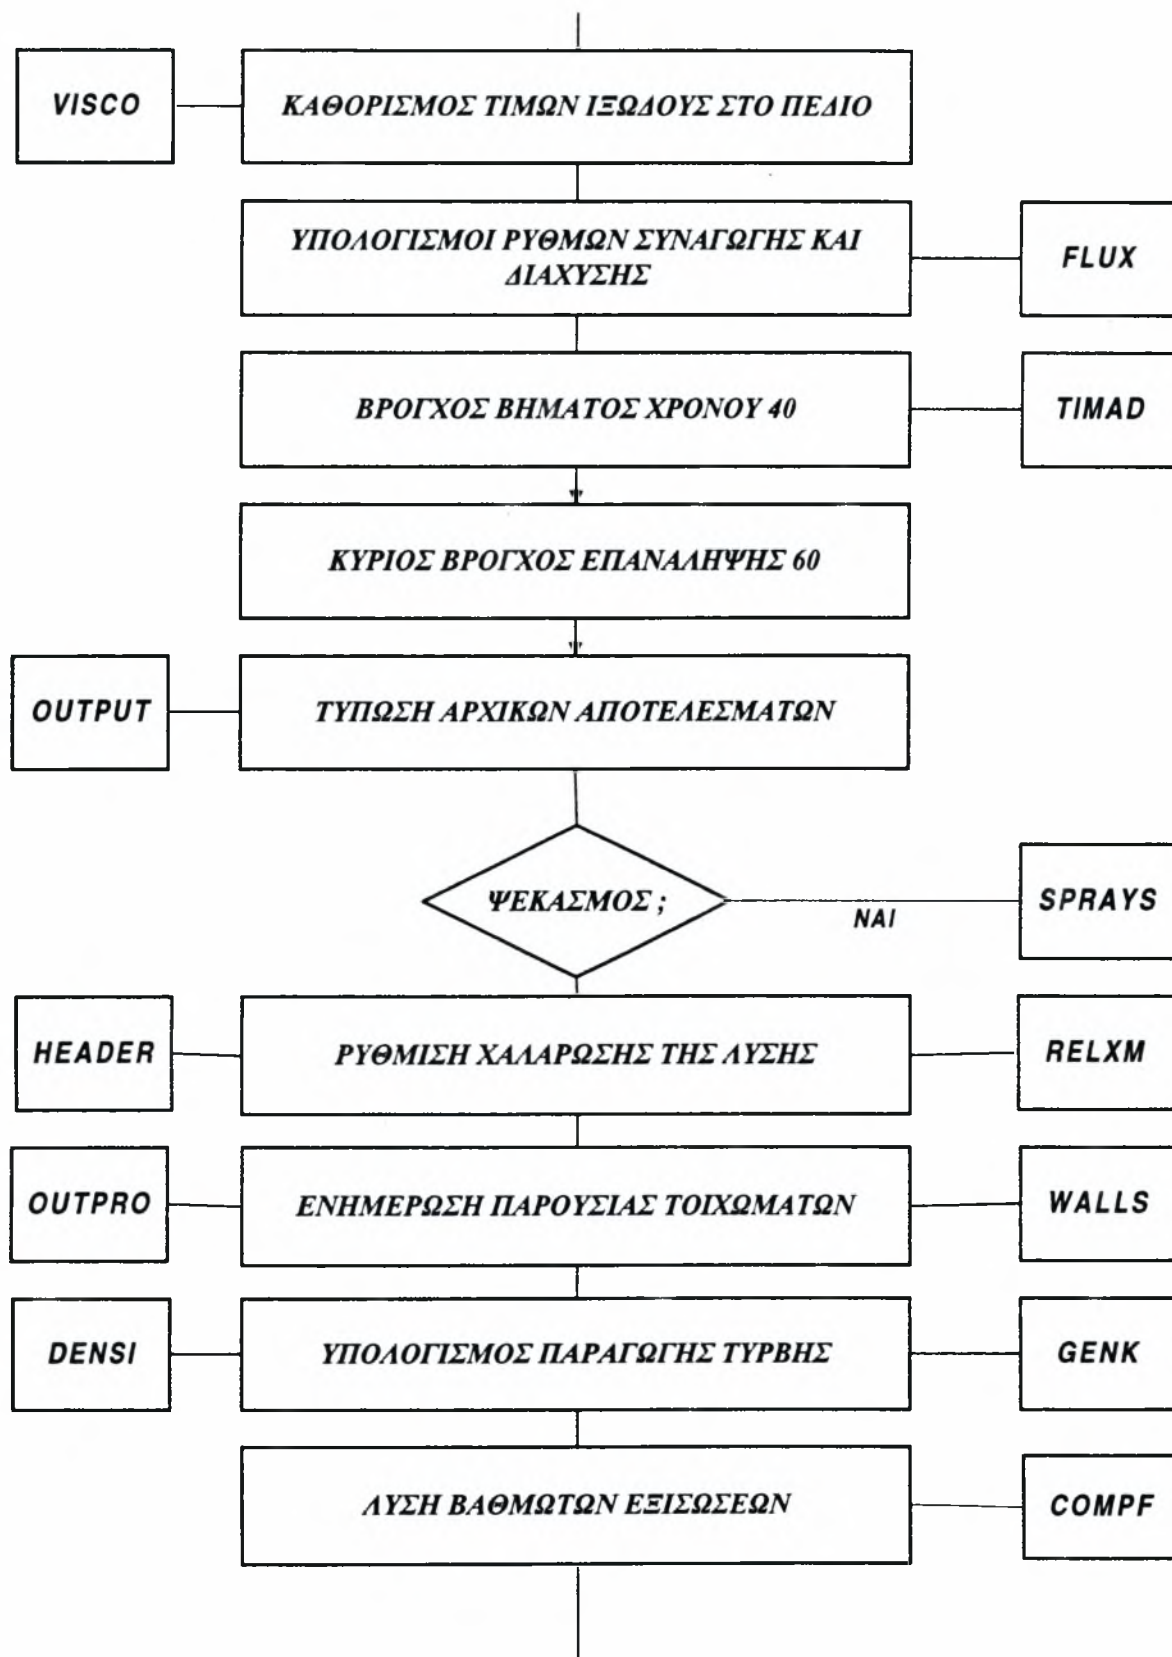 VISCO
ΚΑΘΟΡΙΣΜΟΣ ΤΙΜΩΝ ΙΞΩΔΟΥΣ ΣΤΟ ΠΕΔΙΟ
ΥΠΟΛΟΓΙΣΜΟΙ ΡΥΘΜΩΝ ΣΥΝΑΓΩΓΗΣ ΚΑΙ
ΔΙΑΧΥΣΗΣ
FLUX
ΒΡΟΓΧΟΣ ΒΗΜΑΤΟΣ ΧΡΟΝΟΥ 40
TIMAD
ΚΥΡΙΟΣ ΒΡΟΓΧΟΣ ΕΠΑΝΑΛΗΨΗΣ 60
OUTPUT
ΤΥΠΩΣΗ ΑΡΧΙΚΩΝ ΑΠΟΤΕΛΕΣΜΑΤΩΝ
ΨΕΚΑΣΜΟΣ ;
ΝΑΙ
SPRAYS
HEADER
ΡΥΘΜΙΣΗ ΧΑΛΑΡΩΣΗΣ ΤΗΣ ΛΥΣΗΣ
RELXM
OUTPRO
ΕΝΗΜΕΡΩΣΗ ΠΑΡΟΥΣΙΑΣ ΤΟΙΧΩΜΑΤΩΝ
WALLS
DENSI
ΥΠΟΛΟΓΙΣΜΟΣ ΠΑΡΑΓΩΓΗΣ ΤΥΡΒΗΣ
GENK
ΛΥΣΗ ΒΑΘΜΩΤΩΝ ΕΞΙΣΩΣΕΩΝ
COMPF